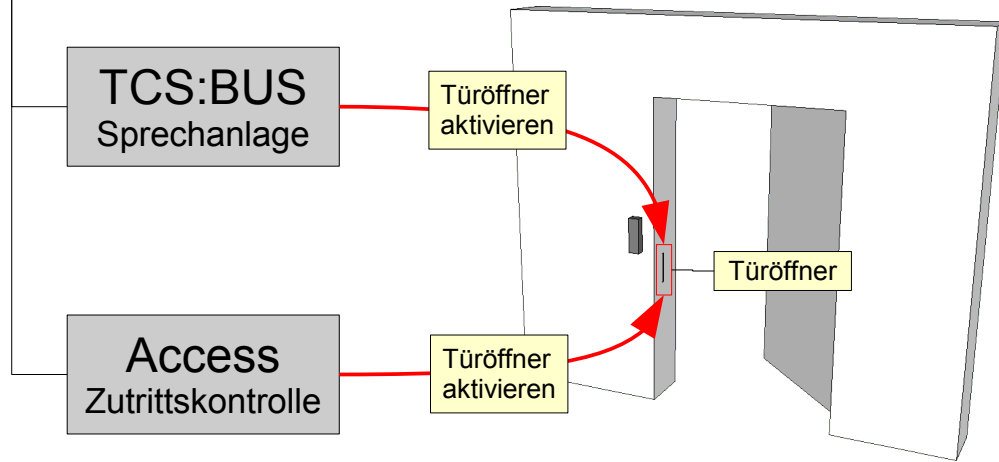 TCS:BUS
Sprechanlage
Türöffner
aktivieren
Türöffner
Access
Zutrittskontrolle
Türöffner
aktivieren